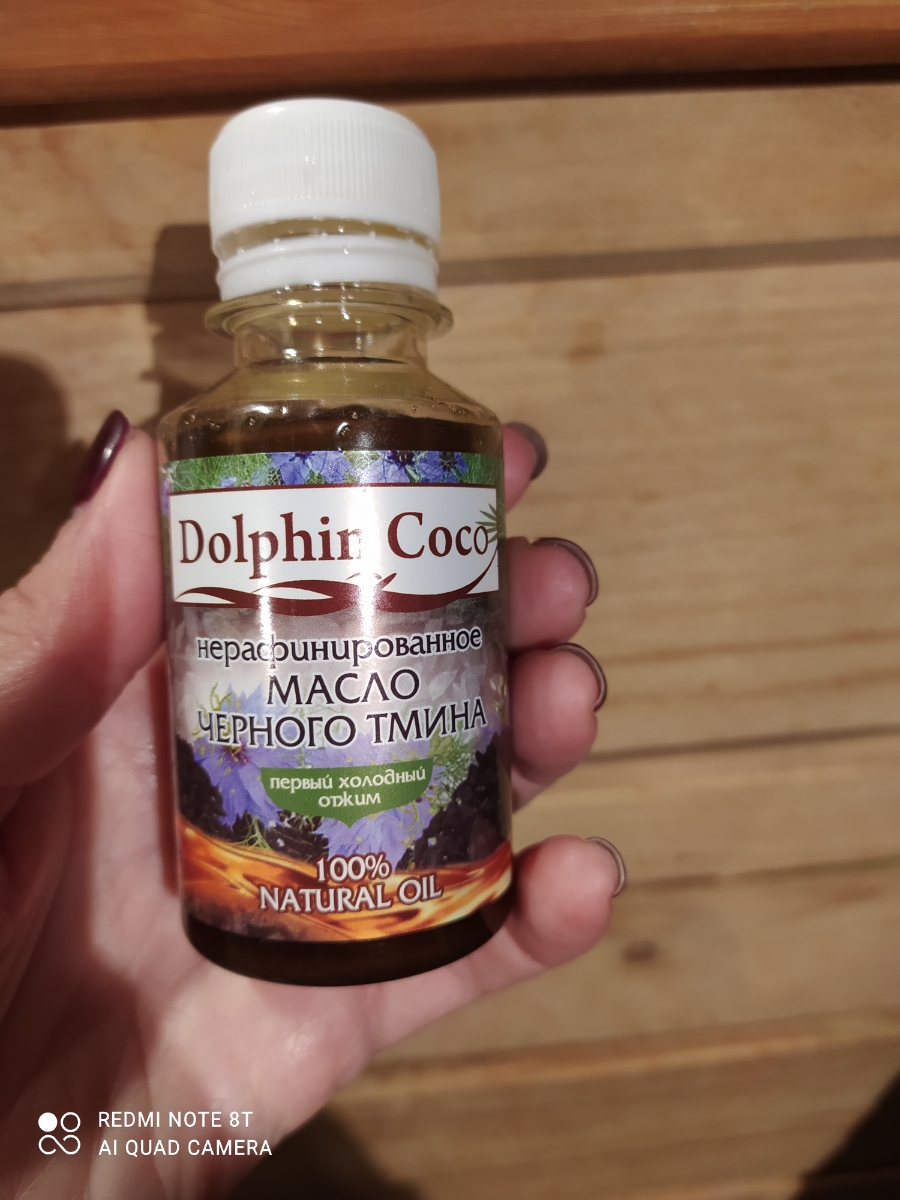 Dolphin Coco
нерафинированное
МАСЛО
ЧЕРНОГО ТМИНА
первый холодный
отжим
100%
NATURAL OIL
REDMI NOTE 8T
AI QUAD CAMERA